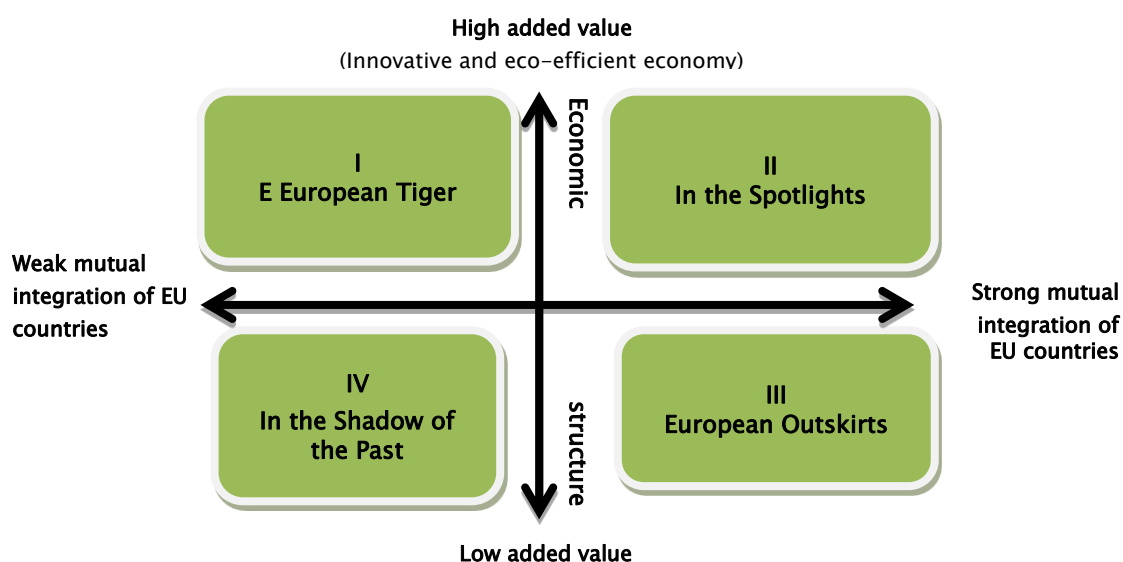 High added value
(Innovative and eco-efficient economy)
Economic
I
E European Tiger
II
In the Spotlights
Weak mutual
integration of EU
countries
Strong mutual
integration of
EU countries
IV
In the Shadow of
the Past
structure
III
European Outskirts
Low added value